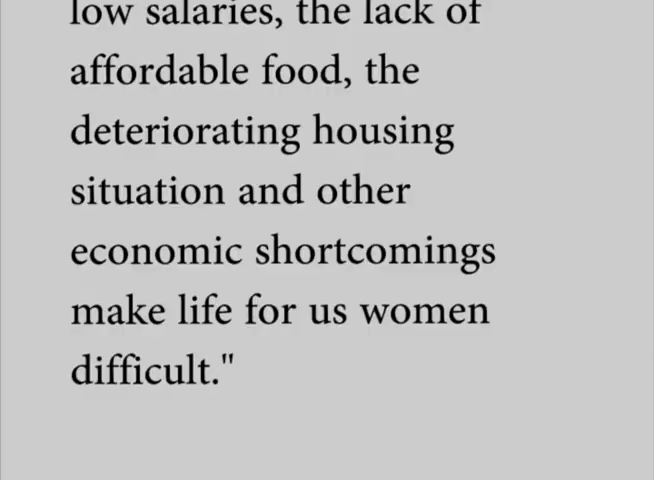 low salaries, the lack of
affordable food, the
deteriorating housing
situation and other
economic shortcomings
make life for us women
difficult."